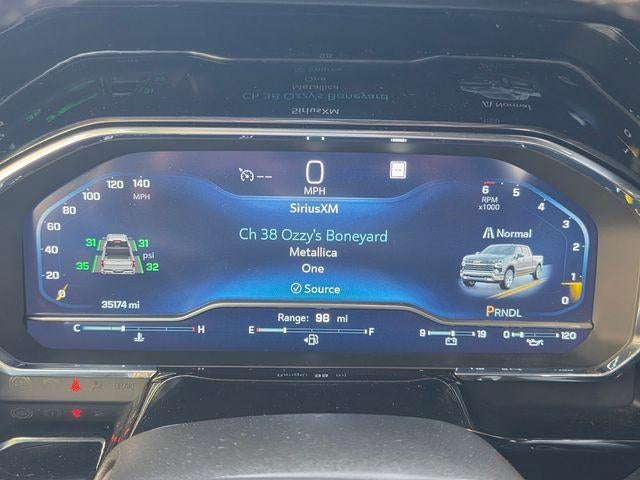 0
MPH
-- 
SiriusXM
Ch 38 Ozzy's Boneyard
Metallica
One
Source
0 20 40 60 80 100 120 140
MPH
31 31
psi
35 32
35174 mi
6 5 4 3 2 1 0
RPM
x1000
Normal
PRNDL
Range: 98 mi
C H
E F
9 19
0 120
BRAKE